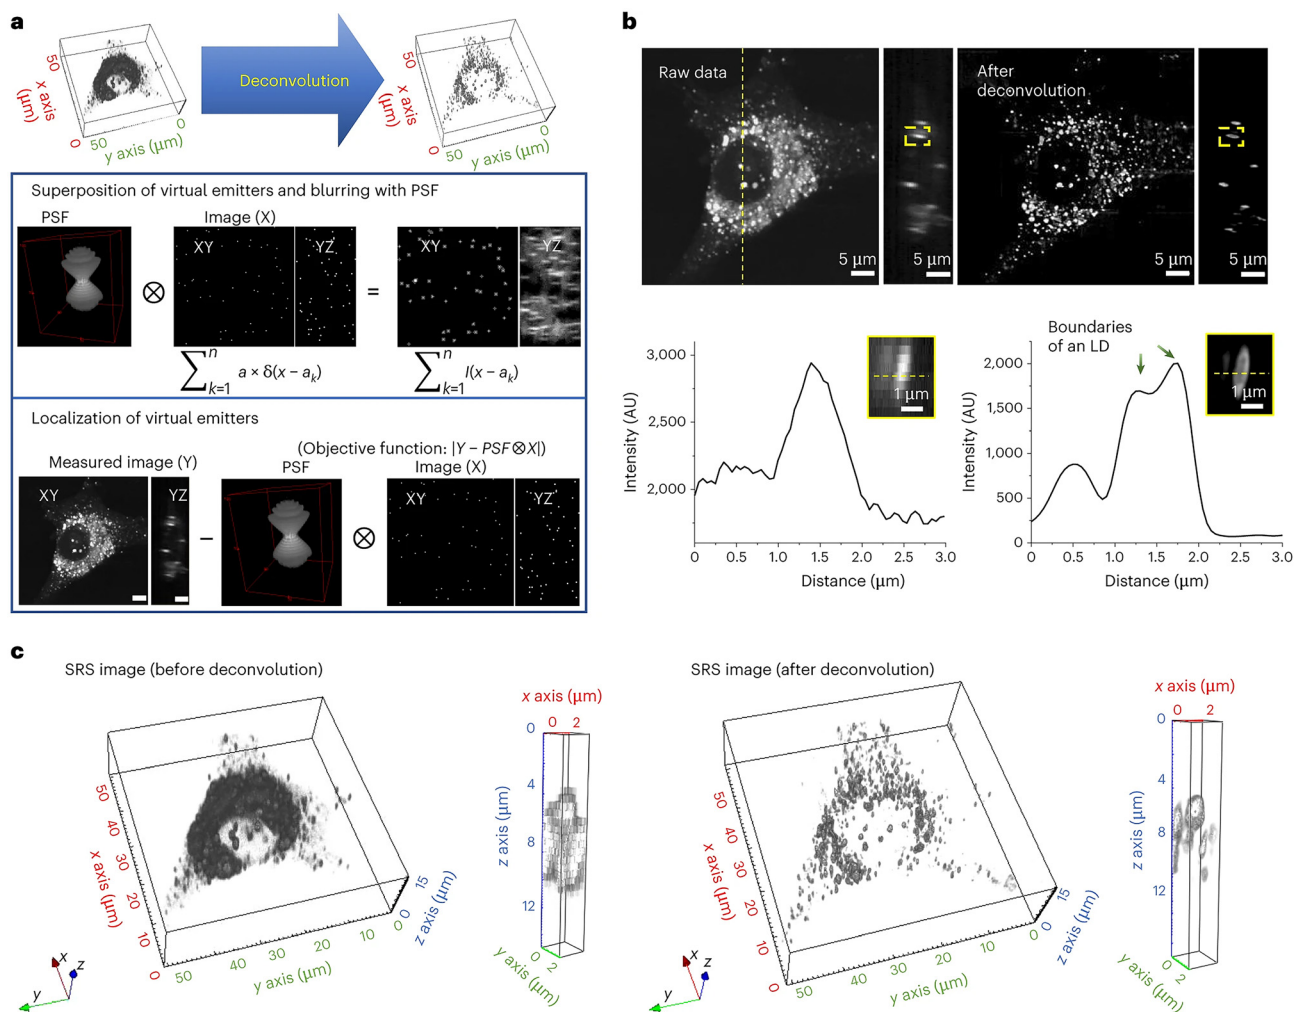 a
50
x axis
(µm)
0
50
y axis (µm)
0
Deconvolution
50
x axis
(µm)
0
50
y axis (µm)
0
Superposition of virtual emitters and blurring with PSF
PSF
Image (X)
XY
YZ
XY
YZ
⊗
=
∑ n k=1 a × δ(x − a_k)
∑ n k=1 I(x − a_k)
Localization of virtual emitters
(Objective function: |Y − PSF⊗X|)
Measured image (Y)
PSF
Image (X)
XY
YZ
−
⊗
XY
YZ
b
Raw data
5 µm
5 µm
After
deconvolution
5 µm
5 µm
3,000
2,500
2,000
Intensity (AU)
0
0.5
1.0
1.5
2.0
2.5
3.0
Distance (µm)
1 µm
Boundaries
of an LD
2,000
1,500
1,000
500
0
Intensity (AU)
0
0.5
1.0
1.5
2.0
2.5
3.0
Distance (µm)
1 µm
c
SRS image (before deconvolution)
50
40
30
20
10
0
x axis (µm)
50
40
30
20
10
0
y axis (µm)
0
15
z axis (µm)
x
z
y
x axis (µm)
0
2
0
4
8
12
z axis (µm)
0
2
y axis (µm)
SRS image (after deconvolution)
50
40
30
20
10
0
x axis (µm)
50
40
30
20
10
0
y axis (µm)
0
15
z axis (µm)
x
z
y
x axis (µm)
0
2
0
4
8
12
z axis (µm)
0
2
y axis (µm)